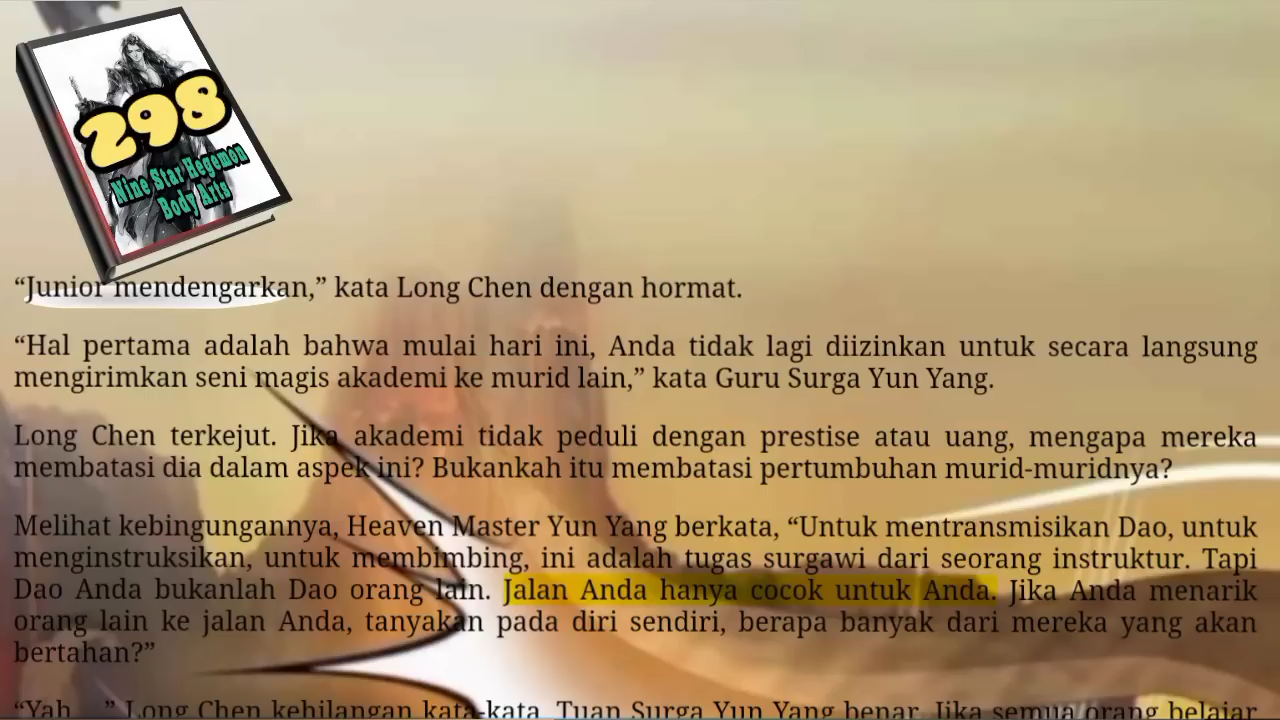 298
Nine Star Hegemon
Body Arts
“Junior mendengarkan,” kata Long Chen dengan hormat.
“Hal pertama adalah bahwa mulai hari ini, Anda tidak lagi diizinkan untuk secara langsung
mengirimkan seni magis akademi ke murid lain,” kata Guru Surga Yun Yang.
Long Chen terkejut. Jika akademi tidak peduli dengan prestise atau uang, mengapa mereka
membatasi dia dalam aspek ini? Bukankah itu membatasi pertumbuhan murid-muridnya?
Melihat kebingungannya, Heaven Master Yun Yang berkata, “Untuk mentransmisikan Dao, untuk
menginstruksikan, untuk membimbing, ini adalah tugas surgawi dari seorang instruktur. Tapi
Dao Anda bukanlah Dao orang lain. Jalan Anda hanya cocok untuk Anda. Jika Anda menarik
orang lain ke jalan Anda, tanyakan pada diri sendiri, berapa banyak dari mereka yang akan
bertahan?”
“Yah ... ” Long Chen kehilangan kata-kata. Tuan Surga Yun Yang benar. Jika semua orang belajar